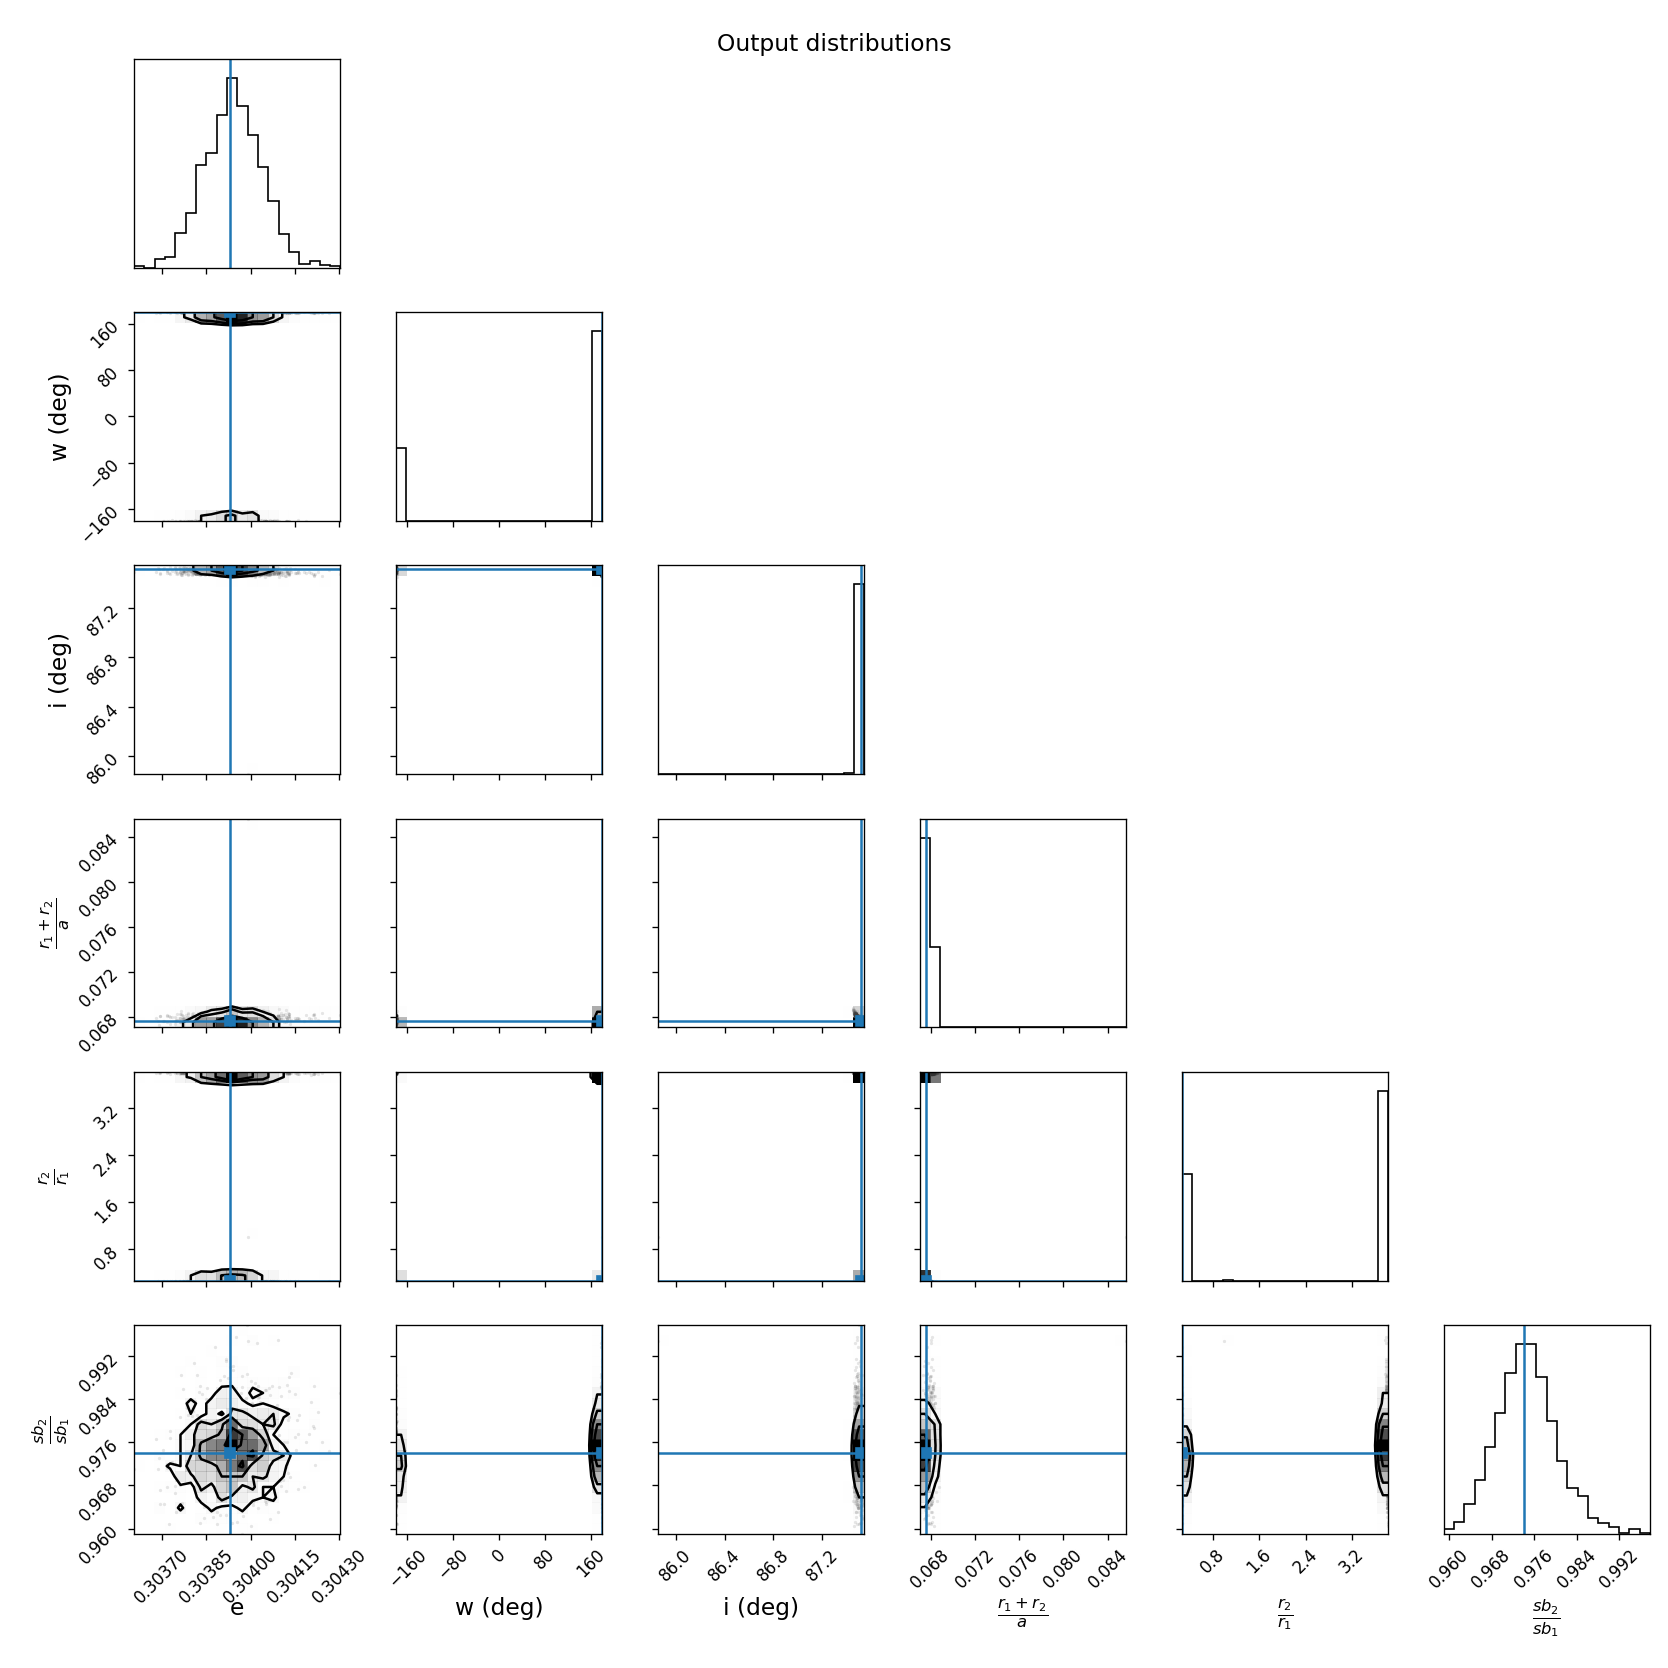 Output distributions
160
80
0
−80
−160
w (deg)
87.2
86.8
86.4
86.0
i (deg)
0.084
0.080
0.076
0.072
0.068
r1 + r2
a
3.2
2.4
1.6
0.8
r2
r1
0.992
0.984
0.976
0.968
0.960
sb2
sb1
0.30370 0.30385 0.30400 0.30415 0.30430
−160 −80 0 80 160
86.0 86.4 86.8 87.2
0.068 0.072 0.076 0.080 0.084
0.8 1.6 2.4 3.2
0.960 0.968 0.976 0.984 0.992
e
w (deg)
i (deg)
r1 + r2
a
r2
r1
sb2
sb1